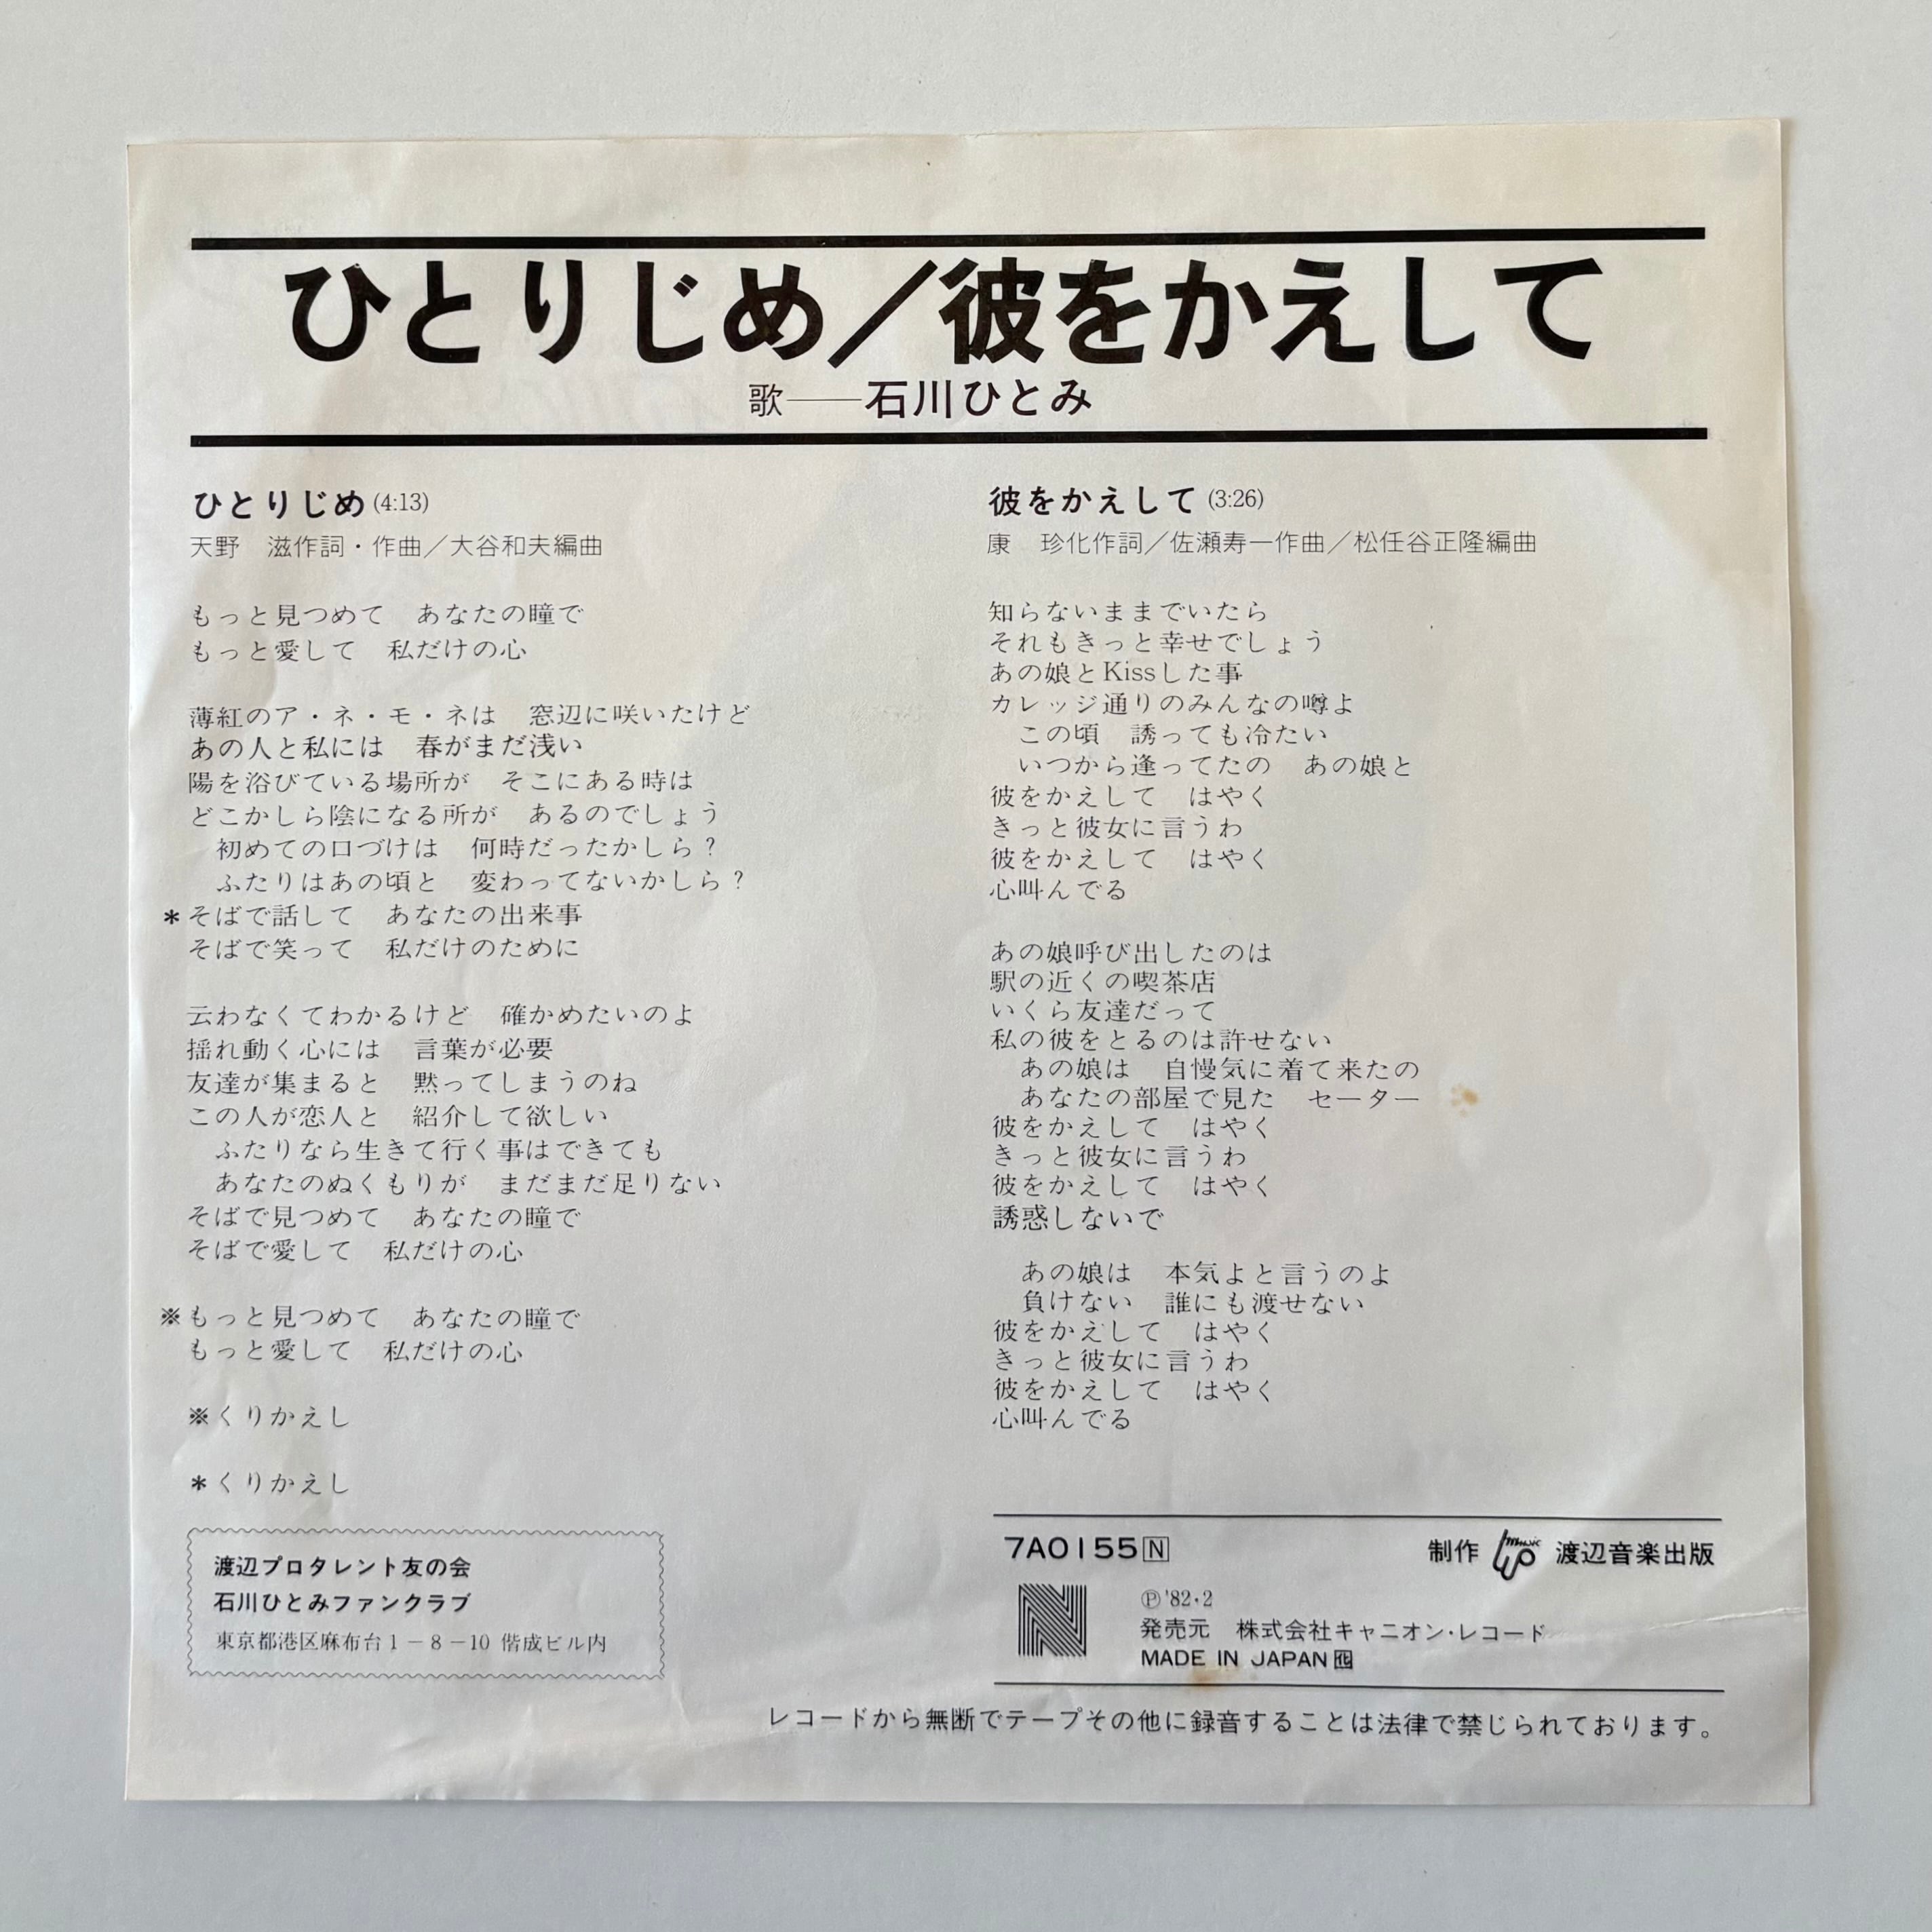 ひとりじめ／彼をかえして
歌──石川ひとみ
ひとりじめ(4:13)
天野　滋作詞・作曲／大谷和夫編曲
もっと見つめて　あなたの瞳で
もっと愛して　私だけの心
薄紅のア・ネ・モ・ネは　窓辺に咲いたけど
あの人と私には　春がまだ浅い
陽を浴びている場所が　そこにある時は
どこかしら陰になる所が　あるのでしょう
初めての口づけは　何時だったかしら？
ふたりはあの頃と　変わってないかしら？
＊そばで話して　あなたの出来事
そばで笑って　私だけのために
云わなくてわかるけど　確かめたいのよ
揺れ動く心には　言葉が必要
友達が集まると　黙ってしまうのね
この人が恋人と　紹介して欲しい
ふたりなら生きて行く事はできても
あなたのぬくもりが　まだまだ足りない
そばで見つめて　あなたの瞳で
そばで愛して　私だけの心
※もっと見つめて　あなたの瞳で
もっと愛して　私だけの心
※くりかえし
＊くりかえし
渡辺プロタレント友の会
石川ひとみファンクラブ
東京都港区麻布台1－8－10 偕成ビル内
彼をかえして(3:26)
康　珍化作詞／佐瀬寿一作曲／松任谷正隆編曲
知らないままでいたら
それもきっと幸せでしょう
あの娘とKissした事
カレッジ通りのみんなの噂よ
この頃　誘っても冷たい
いつから逢ってたの　あの娘と
彼をかえして　はやく
きっと彼女に言うわ
彼をかえして　はやく
心叫んでる
あの娘呼び出したのは
駅の近くの喫茶店
いくら友達だって
私の彼をとるのは許せない
あの娘は　自慢気に着て来たの
あなたの部屋で見た　セーター
彼をかえして　はやく
きっと彼女に言うわ
彼をかえして　はやく
誘惑しないで
あの娘は　本気よと言うのよ
負けない　誰にも渡せない
彼をかえして　はやく
きっと彼女に言うわ
彼をかえして　はやく
心叫んでる
7A0155 N
制作 music 渡辺音楽出版
N
Ⓟ'82・2
発売元　株式会社キャニオン・レコード
MADE IN JAPAN
レコードから無断でテープその他に録音することは法律で禁じられております。